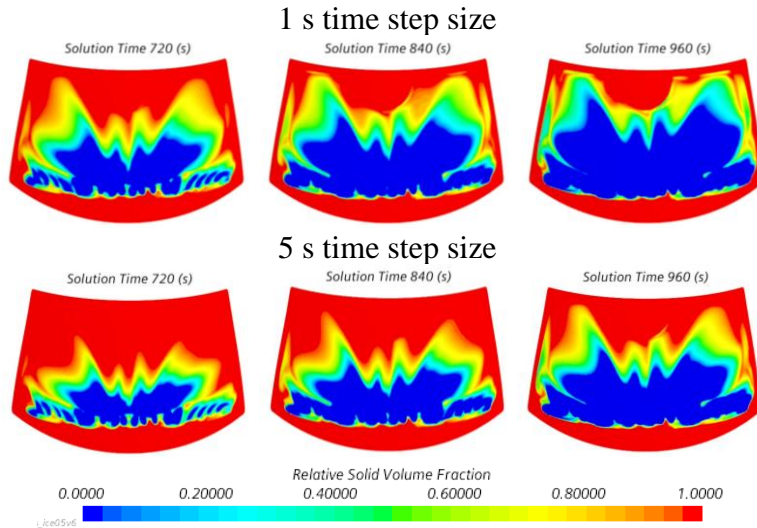 1 s time step size
Solution Time 720 (s) Solution Time 840 (s) Solution Time 960 (s)
5 s time step size
Solution Time 720 (s) Solution Time 840 (s) Solution Time 960 (s)
Relative Solid Volume Fraction
0.0000 0.20000 0.40000 0.60000 0.80000 1.0000